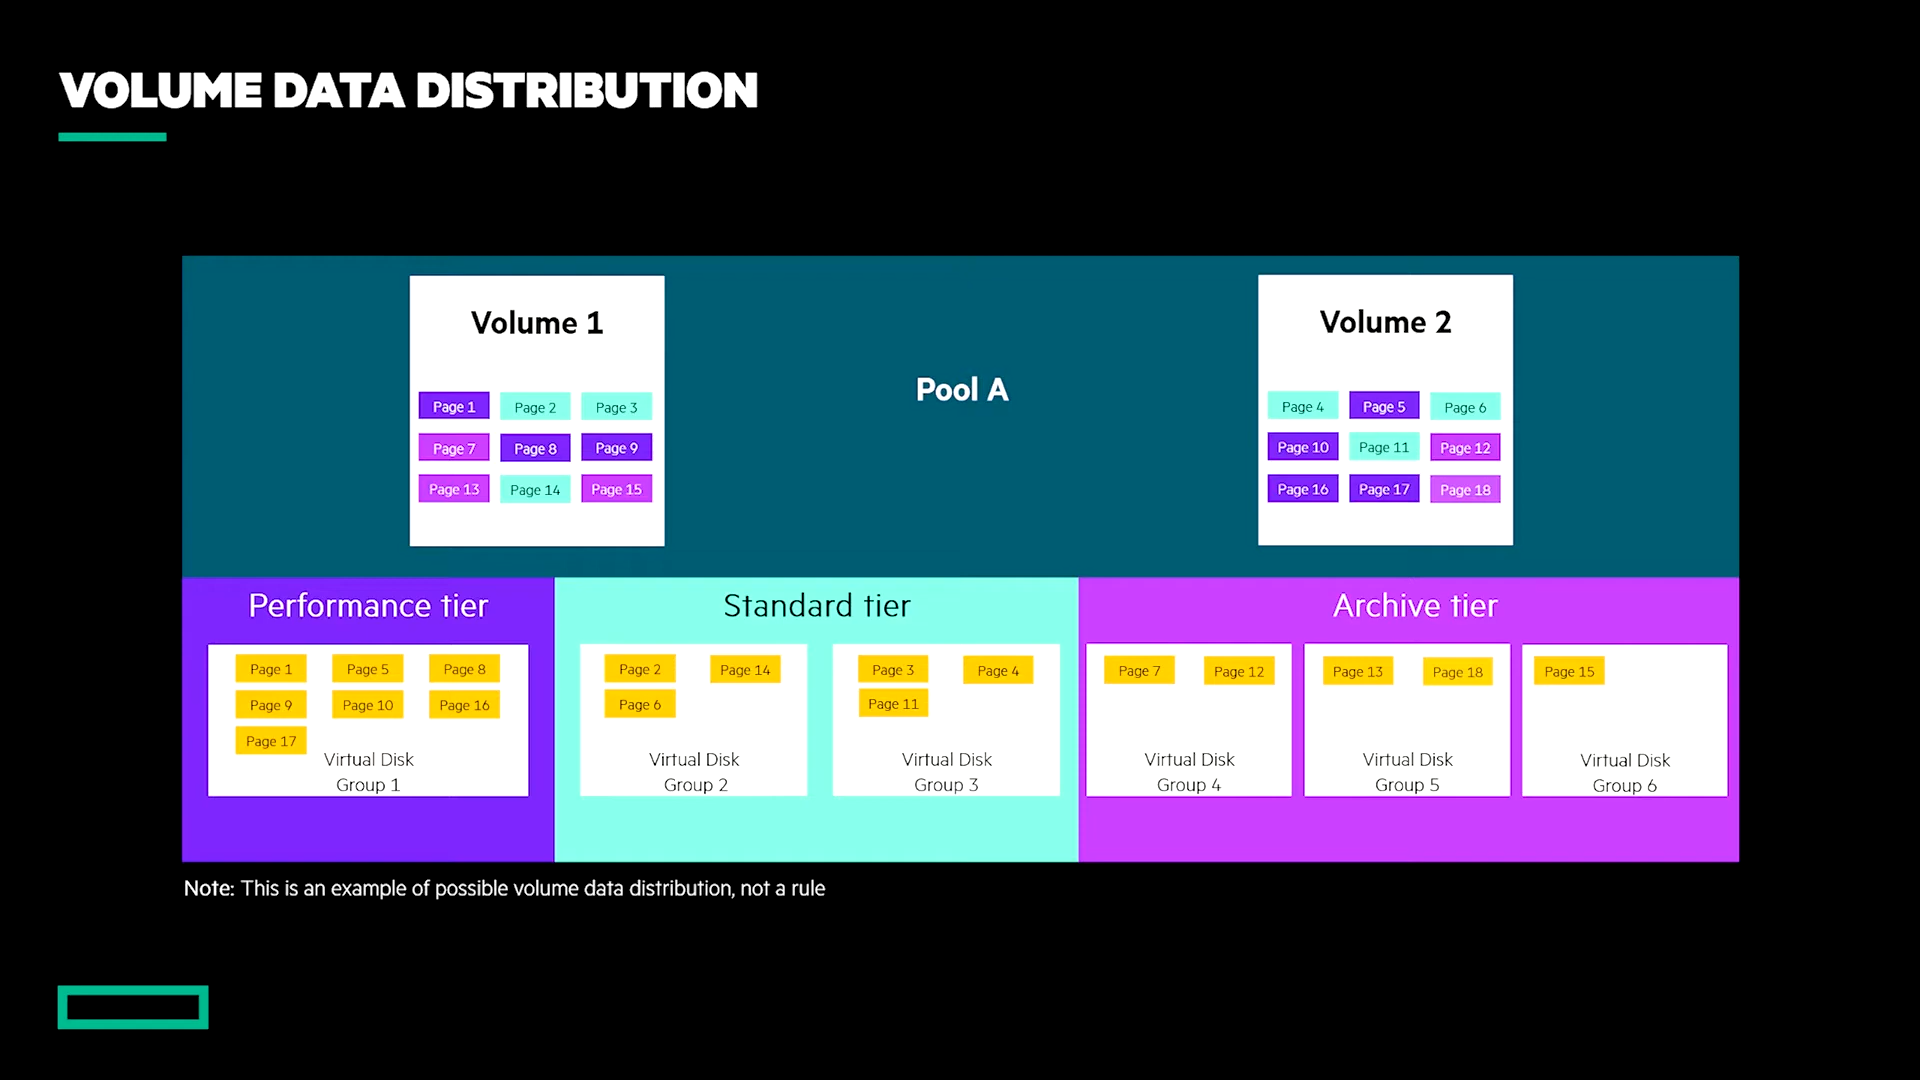 VOLUME DATA DISTRIBUTION
Volume 1
Page 1 Page 2 Page 3
Page 7 Page 8 Page 9
Page 13 Page 14 Page 15
Pool A
Volume 2
Page 4 Page 5 Page 6
Page 10 Page 11 Page 12
Page 16 Page 17 Page 18
Performance tier
Page 1 Page 5 Page 8
Page 9 Page 10 Page 16
Page 17
Virtual Disk
Group 1
Standard tier
Page 2 Page 14
Page 6
Virtual Disk
Group 2
Page 3 Page 4
Page 11
Virtual Disk
Group 3
Archive tier
Page 7 Page 12
Virtual Disk
Group 4
Page 13 Page 18
Virtual Disk
Group 5
Page 15
Virtual Disk
Group 6
Note: This is an example of possible volume data distribution, not a rule